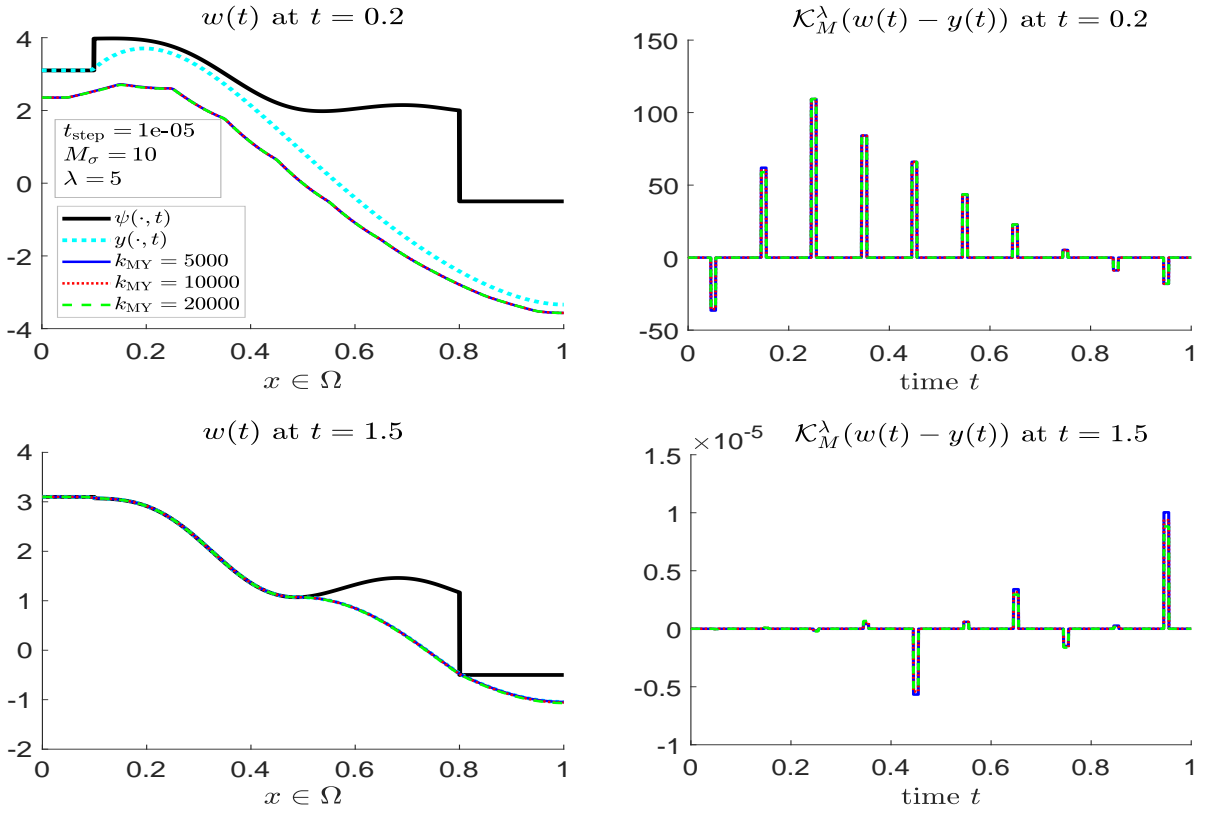 w(t) at t = 0.2
4
2
0
-2
-4
t_step = 1e-05
M_σ = 10
λ = 5
ψ(·, t)
y(·, t)
k_MY = 5000
k_MY = 10000
k_MY = 20000
0 0.2 0.4 0.6 0.8 1
x ∈ Ω
𝒦_M^λ(w(t) − y(t)) at t = 0.2
150
100
50
0
-50
0 0.2 0.4 0.6 0.8 1
time t
w(t) at t = 1.5
4
3
2
1
0
-1
-2
0 0.2 0.4 0.6 0.8 1
x ∈ Ω
×10^-5 𝒦_M^λ(w(t) − y(t)) at t = 1.5
1.5
1
0.5
0
-0.5
-1
0 0.2 0.4 0.6 0.8 1
time t